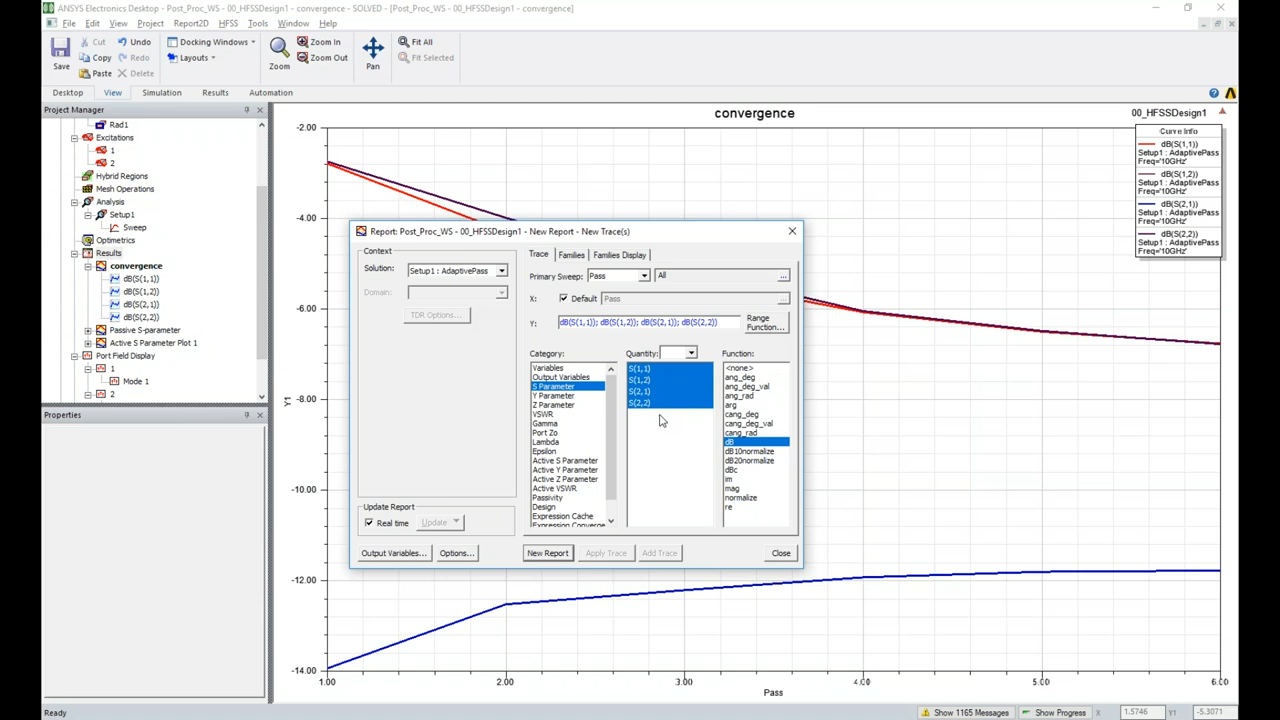 ANSYS Electronics Desktop - Post_Proc_WS - 00_HFSSDesign1 - convergence - SOLVED - [Post_Proc_WS - 00_HFSSDesign1 - convergence]
File Edit View Project Report2D HFSS Tools Window Help
Save
Cut
Copy
Paste
Undo
Redo
Delete
Docking Windows
Layouts
Zoom
Zoom In
Zoom Out
Pan
Fit All
Fit Selected
Desktop View Simulation Results Automation
Project Manager
Rad1
Excitations
1
2
Hybrid Regions
Mesh Operations
Analysis
Setup1
Sweep
Optimetrics
Results
convergence
dB(S(1,1))
dB(S(1,2))
dB(S(2,1))
dB(S(2,2))
Passive S-parameter
Active S Parameter Plot 1
Port Field Display
1
Mode 1
2
Properties
convergence
00_HFSSDesign1
Curve Info
dB(S(1,1))
Setup1 : AdaptivePass
Freq='10GHz'
dB(S(1,2))
Setup1 : AdaptivePass
Freq='10GHz'
dB(S(2,1))
Setup1 : AdaptivePass
Freq='10GHz'
dB(S(2,2))
Setup1 : AdaptivePass
Freq='10GHz'
-2.00
-4.00
-6.00
-8.00
-10.00
-12.00
-14.00
Y1
1.00 2.00 3.00 4.00 5.00 6.00
Pass
Report: Post_Proc_WS - 00_HFSSDesign1 - New Report - New Trace(s)
Context
Solution: Setup1 : AdaptivePass
Domain:
TDR Options...
Update Report
Real time Update
Output Variables... Options...
Trace Families Families Display
Primary Sweep: Pass All ...
X: Default Pass ...
Y: dB(S(1,1)); dB(S(1,2)); dB(S(2,1)); dB(S(2,2))
Range
Function...
Category:
Variables
Output Variables
S Parameter
Y Parameter
Z Parameter
VSWR
Gamma
Port Zo
Lambda
Epsilon
Active S Parameter
Active Y Parameter
Active Z Parameter
Active VSWR
Passivity
Design
Expression Cache
Expression Converge
Quantity:
S(1,1)
S(1,2)
S(2,1)
S(2,2)
Function:
<none>
ang_deg
ang_deg_val
ang_rad
arg
cang_deg
cang_deg_val
cang_rad
dB
dB10normalize
dB20normalize
dBc
im
mag
normalize
re
New Report Apply Trace Add Trace Close
Ready
Show 1165 Messages Show Progress X 1.5746 Y1 -5.3071